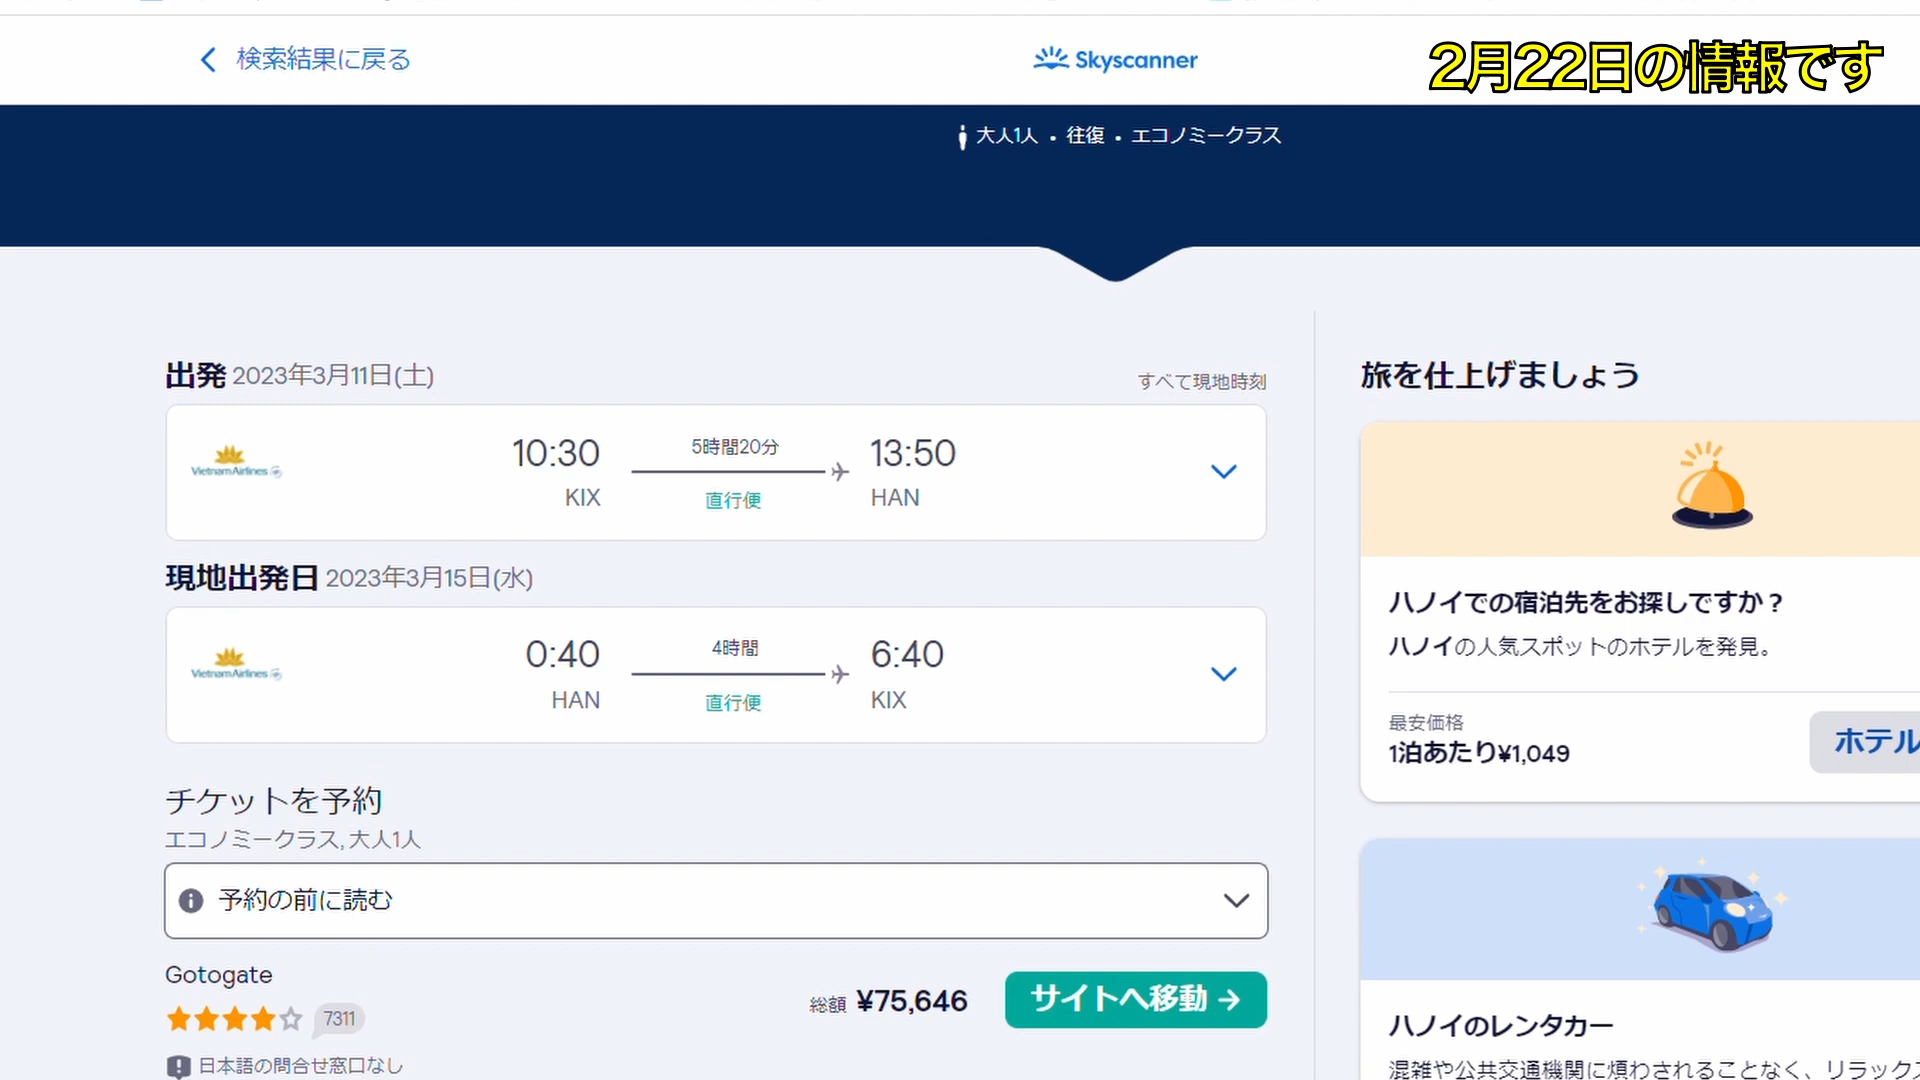 検索結果に戻る
Skyscanner
2月22日の情報です
大人1人 • 往復 • エコノミークラス
出発 2023年3月11日(土)
すべて現地時刻
VietnamAirlines
10:30
KIX
5時間20分
直行便
13:50
HAN
現地出発日 2023年3月15日(水)
VietnamAirlines
0:40
HAN
4時間
直行便
6:40
KIX
チケットを予約
エコノミークラス, 大人1人
予約の前に読む
Gotogate
7311
日本語の問合せ窓口なし
総額 ¥75,646
サイトへ移動 →
旅を仕上げましょう
ハノイでの宿泊先をお探しですか？
ハノイの人気スポットのホテルを発見。
最安価格
1泊あたり¥1,049
ホテル
ハノイのレンタカー
混雑や公共交通機関に煩わされることなく、リラック